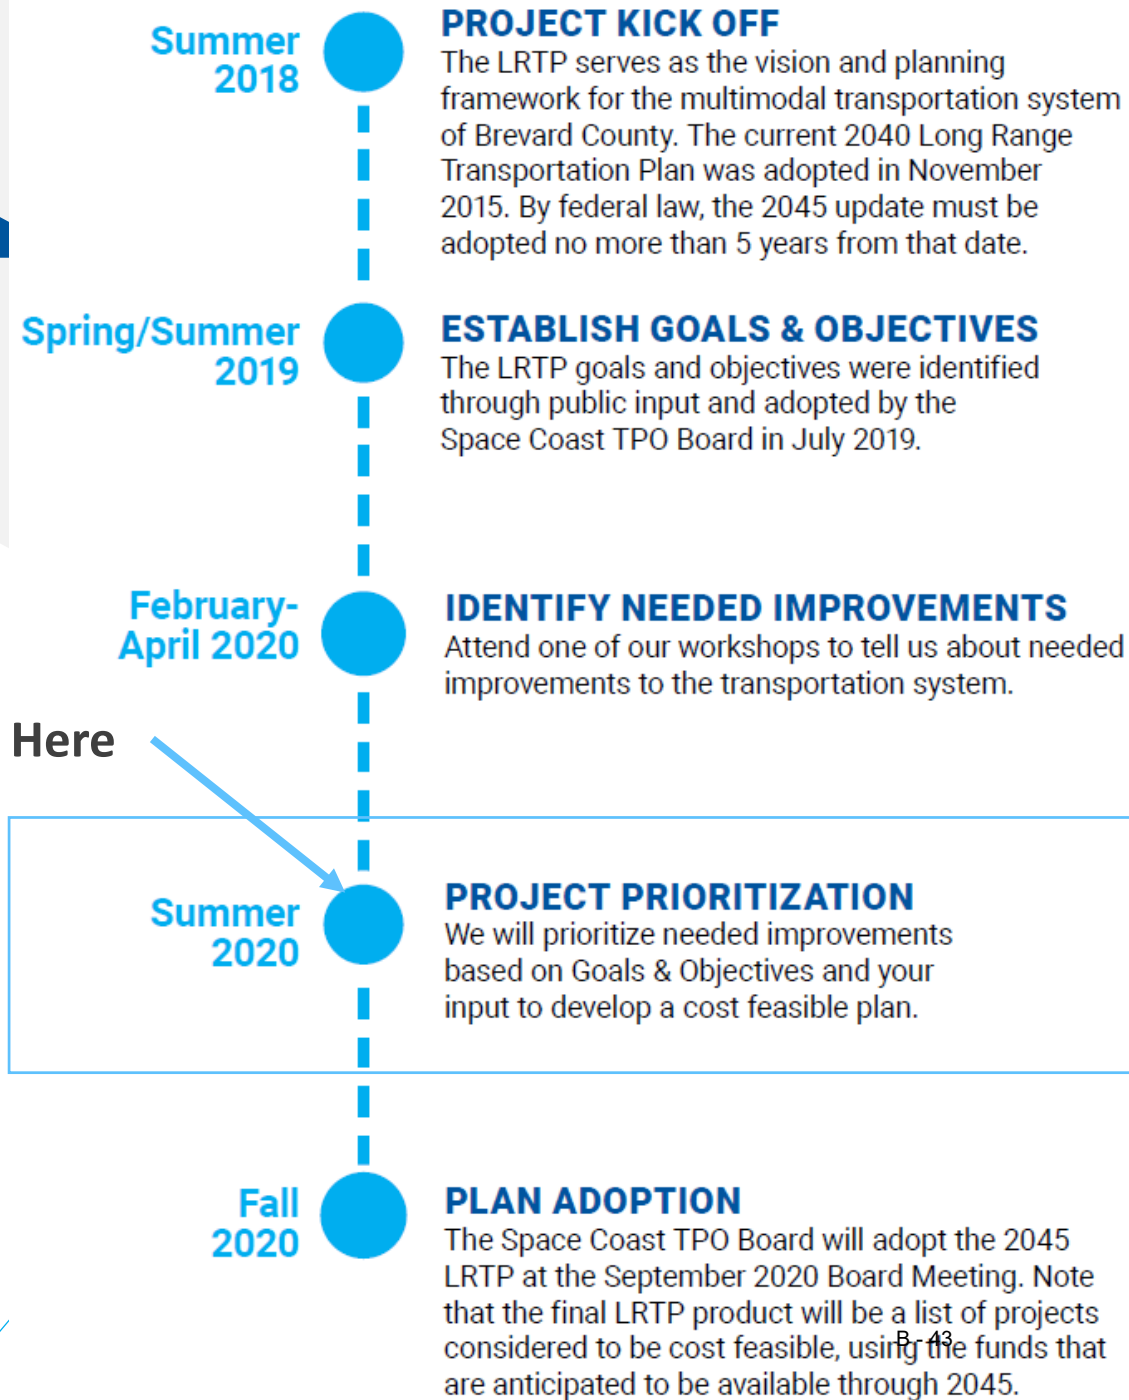 Summer
2018
PROJECT KICK OFF
The LRTP serves as the vision and planning
framework for the multimodal transportation system
of Brevard County. The current 2040 Long Range
Transportation Plan was adopted in November
2015. By federal law, the 2045 update must be
adopted no more than 5 years from that date.
Spring/Summer
2019
ESTABLISH GOALS & OBJECTIVES
The LRTP goals and objectives were identified
through public input and adopted by the
Space Coast TPO Board in July 2019.
February-
April 2020
IDENTIFY NEEDED IMPROVEMENTS
Attend one of our workshops to tell us about needed
improvements to the transportation system.
Here
Summer
2020
PROJECT PRIORITIZATION
We will prioritize needed improvements
based on Goals & Objectives and your
input to develop a cost feasible plan.
Fall
2020
PLAN ADOPTION
The Space Coast TPO Board will adopt the 2045
LRTP at the September 2020 Board Meeting. Note
that the final LRTP product will be a list of projects
considered to be cost feasible, using the funds that
are anticipated to be available through 2045.
B - 43